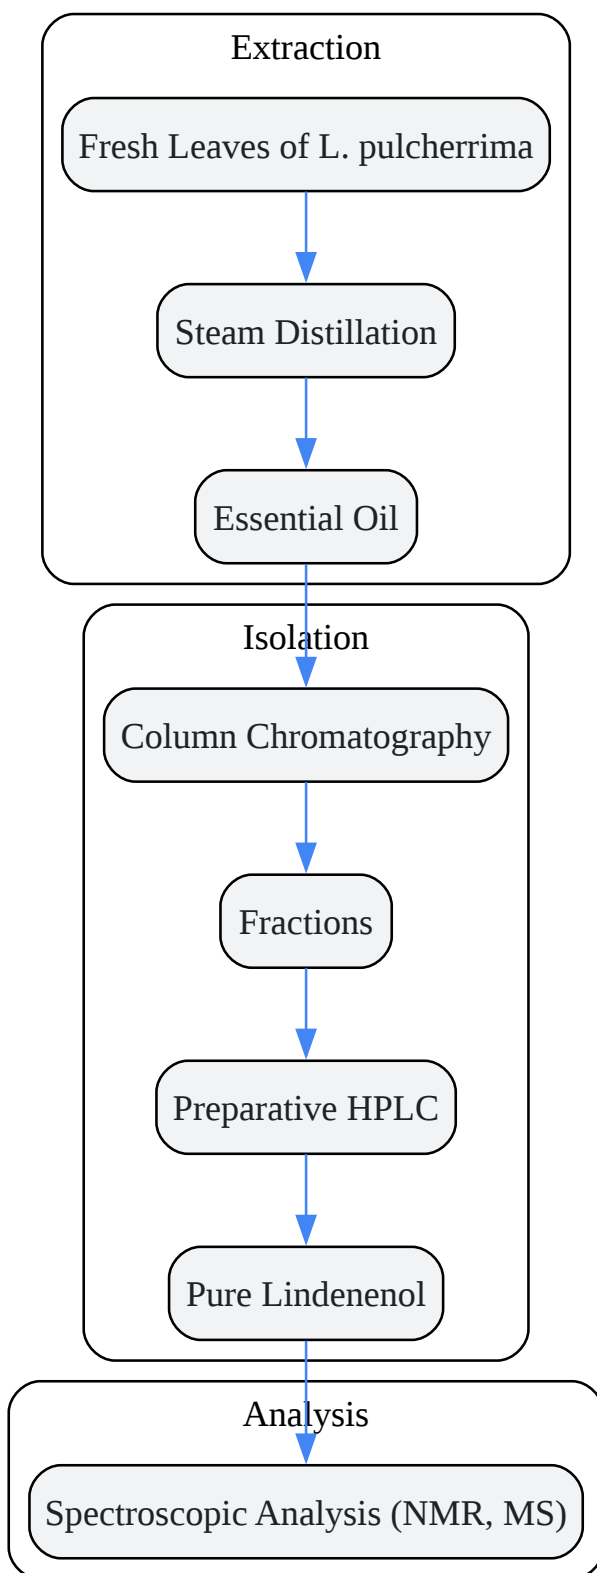 Extraction
Fresh Leaves of L. pulcherrima
Steam Distillation
Essential Oil
Isolation
Column Chromatography
Fractions
Preparative HPLC
Pure Lindenenol
Analysis
Spectroscopic Analysis (NMR, MS)